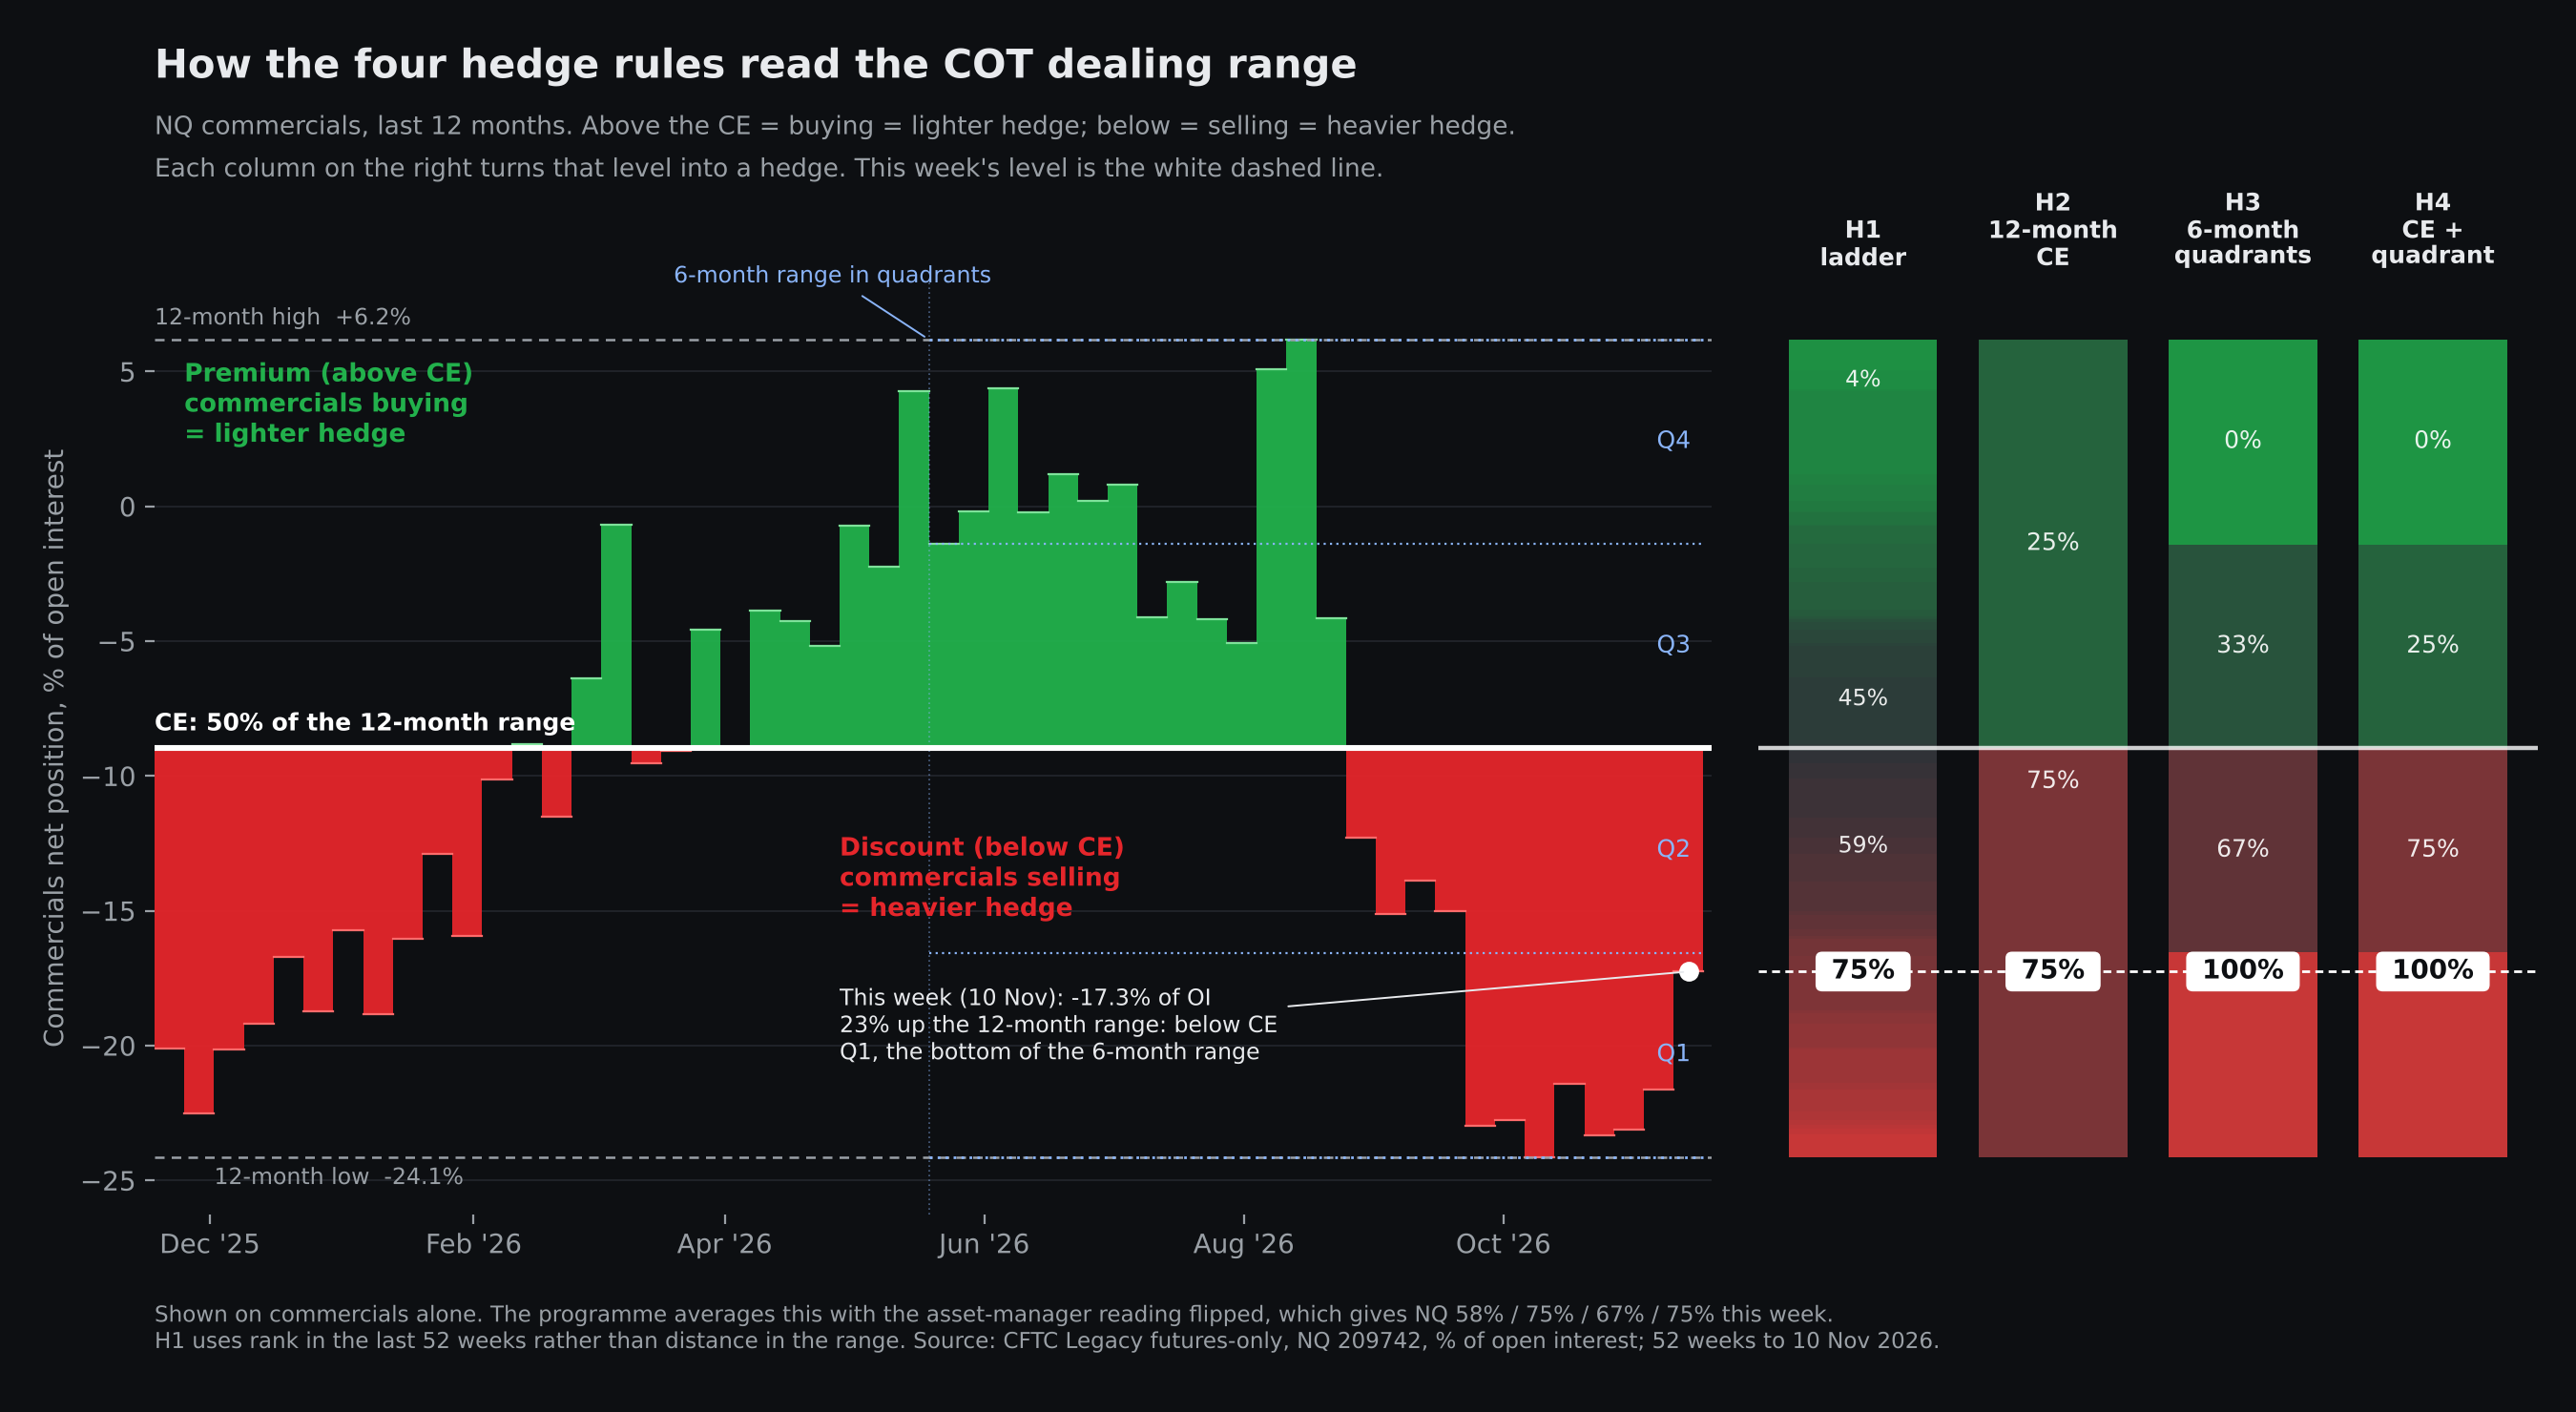 How the four hedge rules read the COT dealing range
NQ commercials, last 12 months. Above the CE = buying = lighter hedge; below = selling = heavier hedge.
Each column on the right turns that level into a hedge. This week's level is the white dashed line.
H1
ladder
H2
12-month
CE
H3
6-month
quadrants
H4
CE +
quadrant
6-month range in quadrants
12-month high +6.2%
Premium (above CE)
commercials buying
= lighter hedge
CE: 50% of the 12-month range
Discount (below CE)
commercials selling
= heavier hedge
This week (10 Nov): -17.3% of OI
23% up the 12-month range: below CE
Q1, the bottom of the 6-month range
12-month low -24.1%
Q4
Q3
Q2
Q1
Commercials net position, % of open interest
5
0
−5
−10
−15
−20
−25
Dec '25
Feb '26
Apr '26
Jun '26
Aug '26
Oct '26
4%
45%
59%
75%
25%
75%
75%
0%
33%
67%
100%
0%
25%
75%
100%
Shown on commercials alone. The programme averages this with the asset-manager reading flipped, which gives NQ 58% / 75% / 67% / 75% this week.
H1 uses rank in the last 52 weeks rather than distance in the range. Source: CFTC Legacy futures-only, NQ 209742, % of open interest; 52 weeks to 10 Nov 2026.